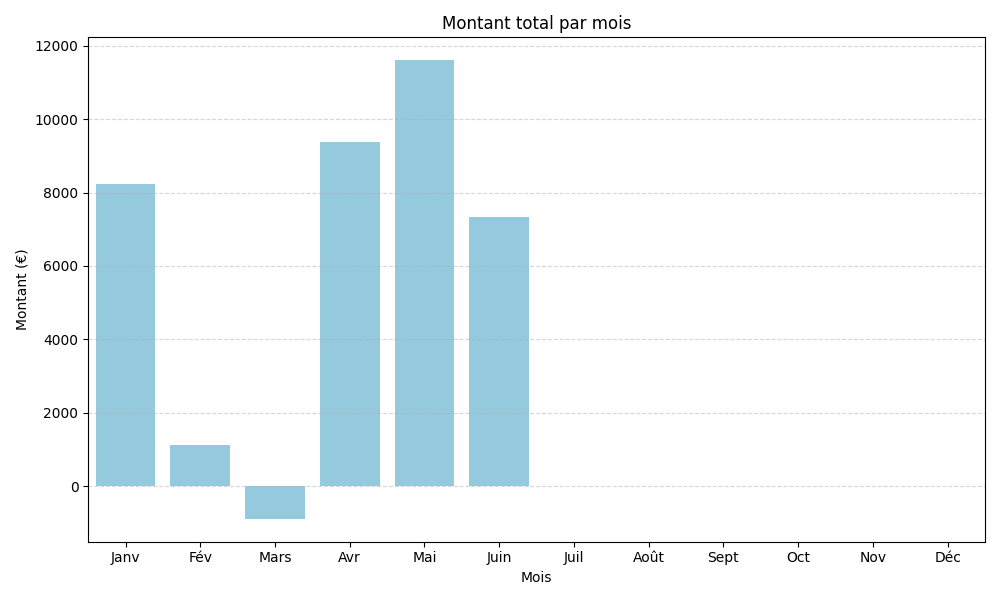 Montant total par mois
Montant (€)
12000
10000
8000
6000
4000
2000
0
Janv Fév Mars Avr Mai Juin Juil Août Sept Oct Nov Déc
Mois